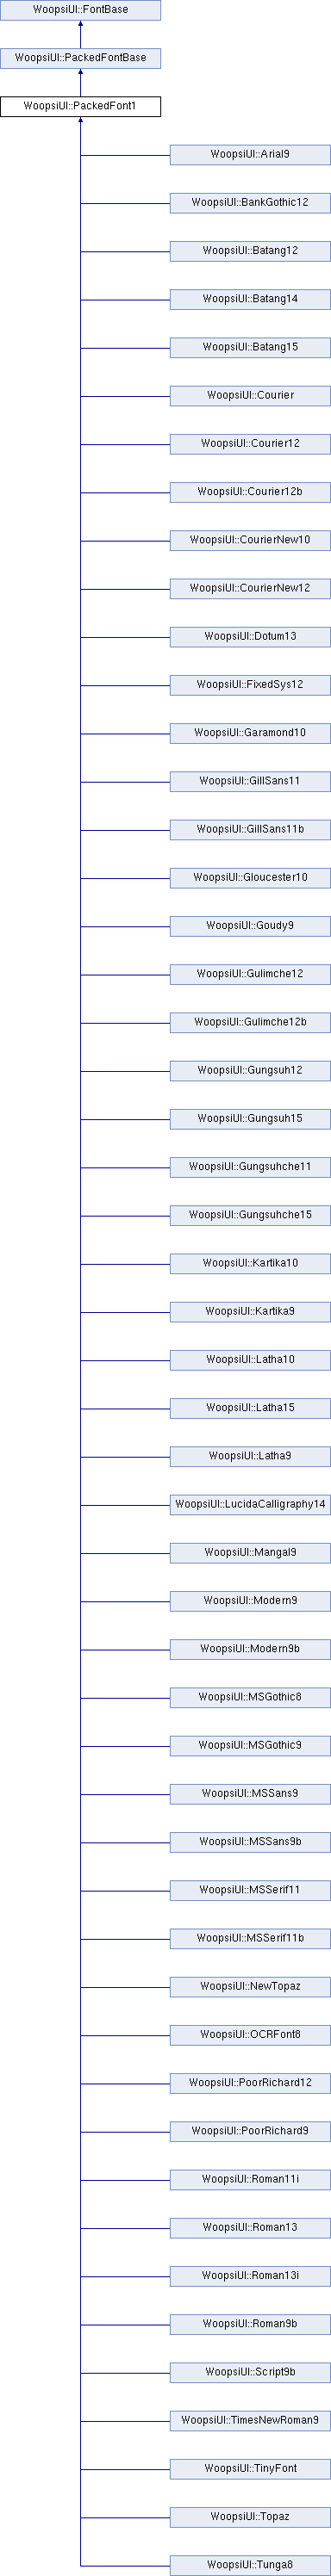 WoopsiUI::FontBase
WoopsiUI::PackedFontBase
WoopsiUI::PackedFont1
WoopsiUI::Arial9
WoopsiUI::BankGothic12
WoopsiUI::Batang12
WoopsiUI::Batang14
WoopsiUI::Batang15
WoopsiUI::Courier
WoopsiUI::Courier12
WoopsiUI::Courier12b
WoopsiUI::CourierNew10
WoopsiUI::CourierNew12
WoopsiUI::Dotum13
WoopsiUI::FixedSys12
WoopsiUI::Garamond10
WoopsiUI::GillSans11
WoopsiUI::GillSans11b
WoopsiUI::Gloucester10
WoopsiUI::Goudy9
WoopsiUI::Gulimche12
WoopsiUI::Gulimche12b
WoopsiUI::Gungsuh12
WoopsiUI::Gungsuh15
WoopsiUI::Gungsuhche11
WoopsiUI::Gungsuhche15
WoopsiUI::Kartika10
WoopsiUI::Kartika9
WoopsiUI::Latha10
WoopsiUI::Latha15
WoopsiUI::Latha9
WoopsiUI::LucidaCalligraphy14
WoopsiUI::Mangal9
WoopsiUI::Modern9
WoopsiUI::Modern9b
WoopsiUI::MSGothic8
WoopsiUI::MSGothic9
WoopsiUI::MSSans9
WoopsiUI::MSSans9b
WoopsiUI::MSSerif11
WoopsiUI::MSSerif11b
WoopsiUI::NewTopaz
WoopsiUI::OCRFont8
WoopsiUI::PoorRichard12
WoopsiUI::PoorRichard9
WoopsiUI::Roman11i
WoopsiUI::Roman13
WoopsiUI::Roman13i
WoopsiUI::Roman9b
WoopsiUI::Script9b
WoopsiUI::TimesNewRoman9
WoopsiUI::TinyFont
WoopsiUI::Topaz
WoopsiUI::Tunga8